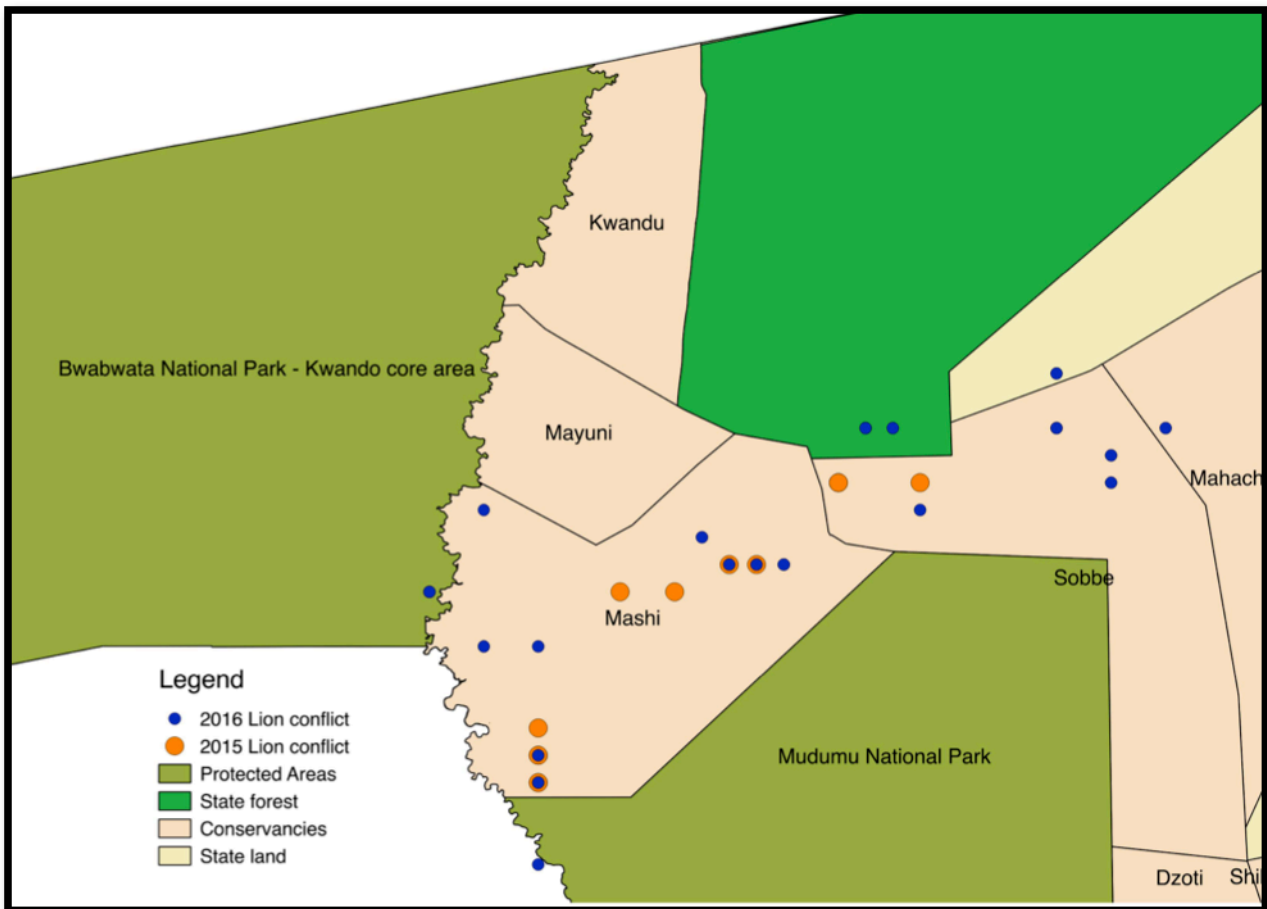 Kwandu
Bwabwata National Park - Kwando core area
Mayuni
Mahach
Sobbe
Mashi
Legend
2016 Lion conflict
2015 Lion conflict
Protected Areas
State forest
Conservancies
State land
Mudumu National Park
Dzoti
Shi